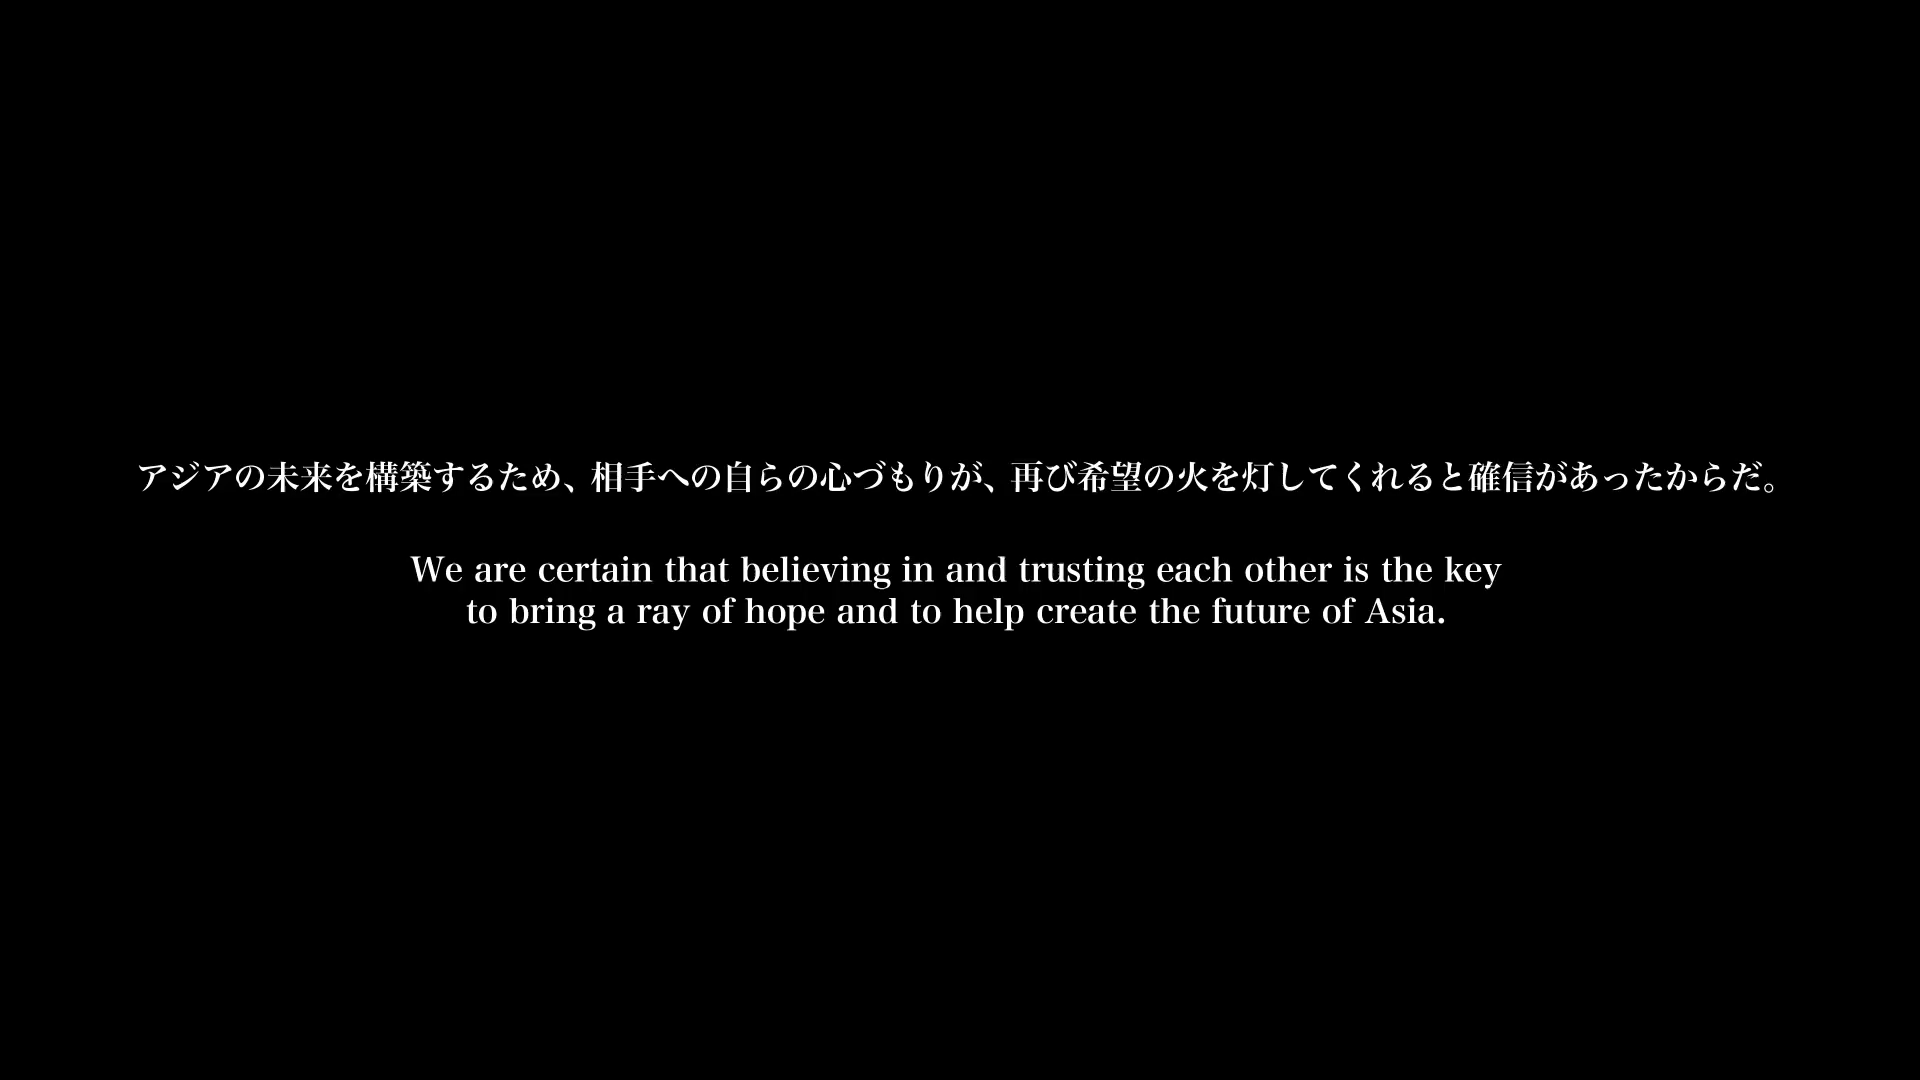 アジアの未来を構築するため、相手への自らの心づもりが、再び希望の火を灯してくれると確信があったからだ。
We are certain that believing in and trusting each other is the key
to bring a ray of hope and to help create the future of Asia.